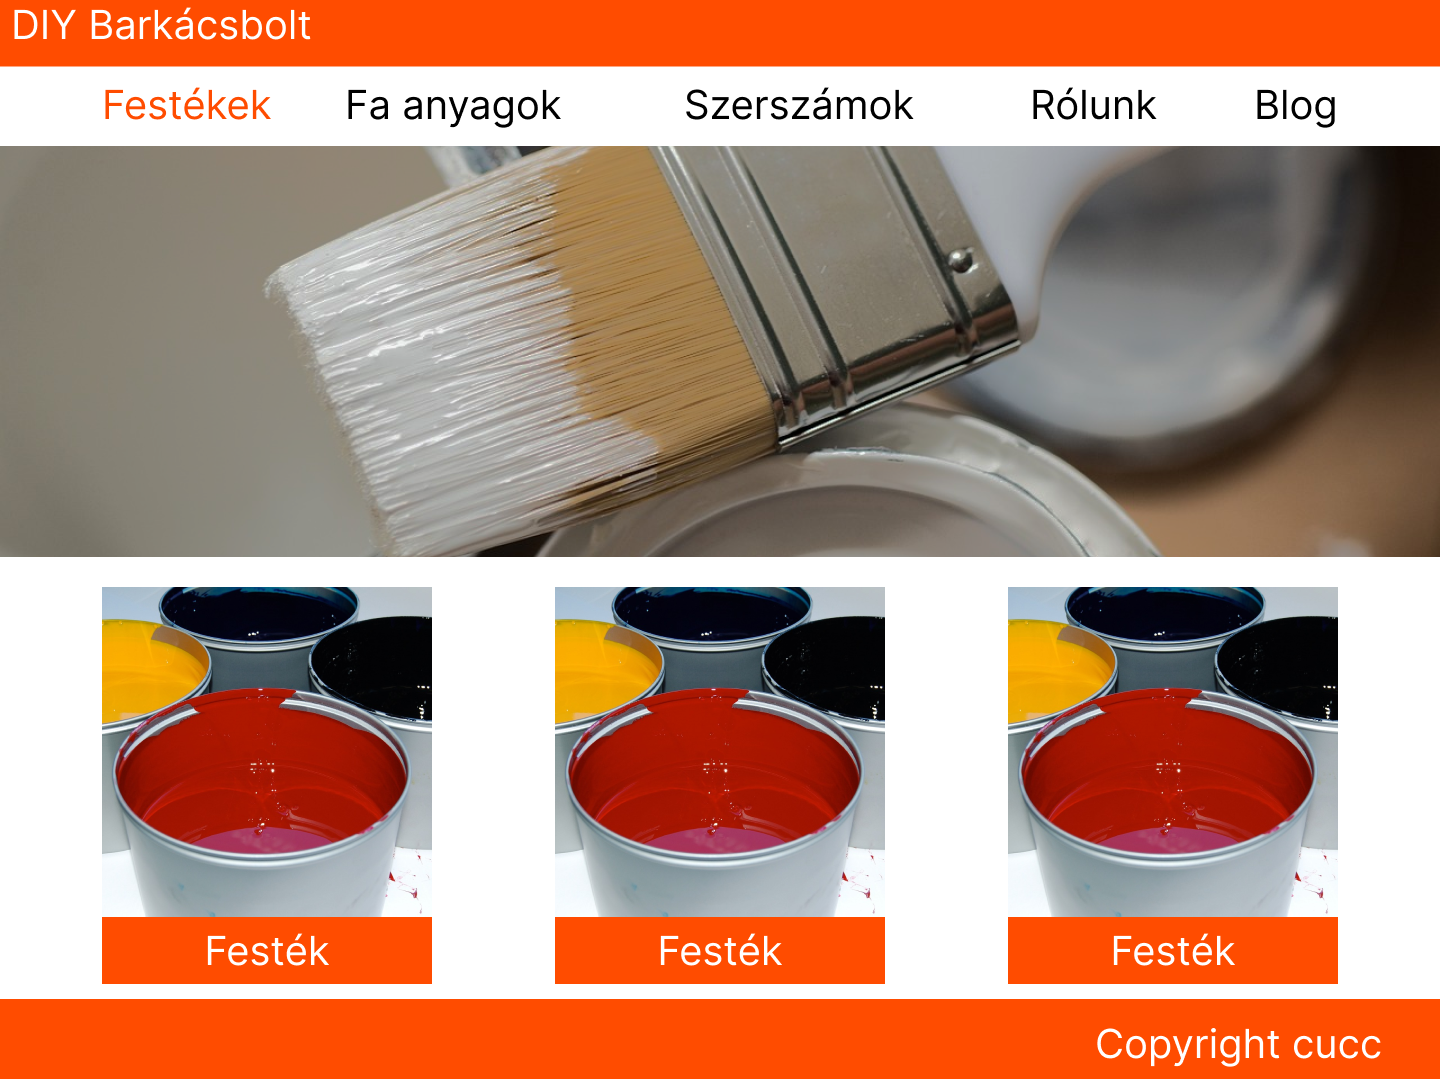 DIY Barkácsbolt
Festékek Fa anyagok Szerszámok Rólunk Blog
Festék Festék Festék
Copyright cucc